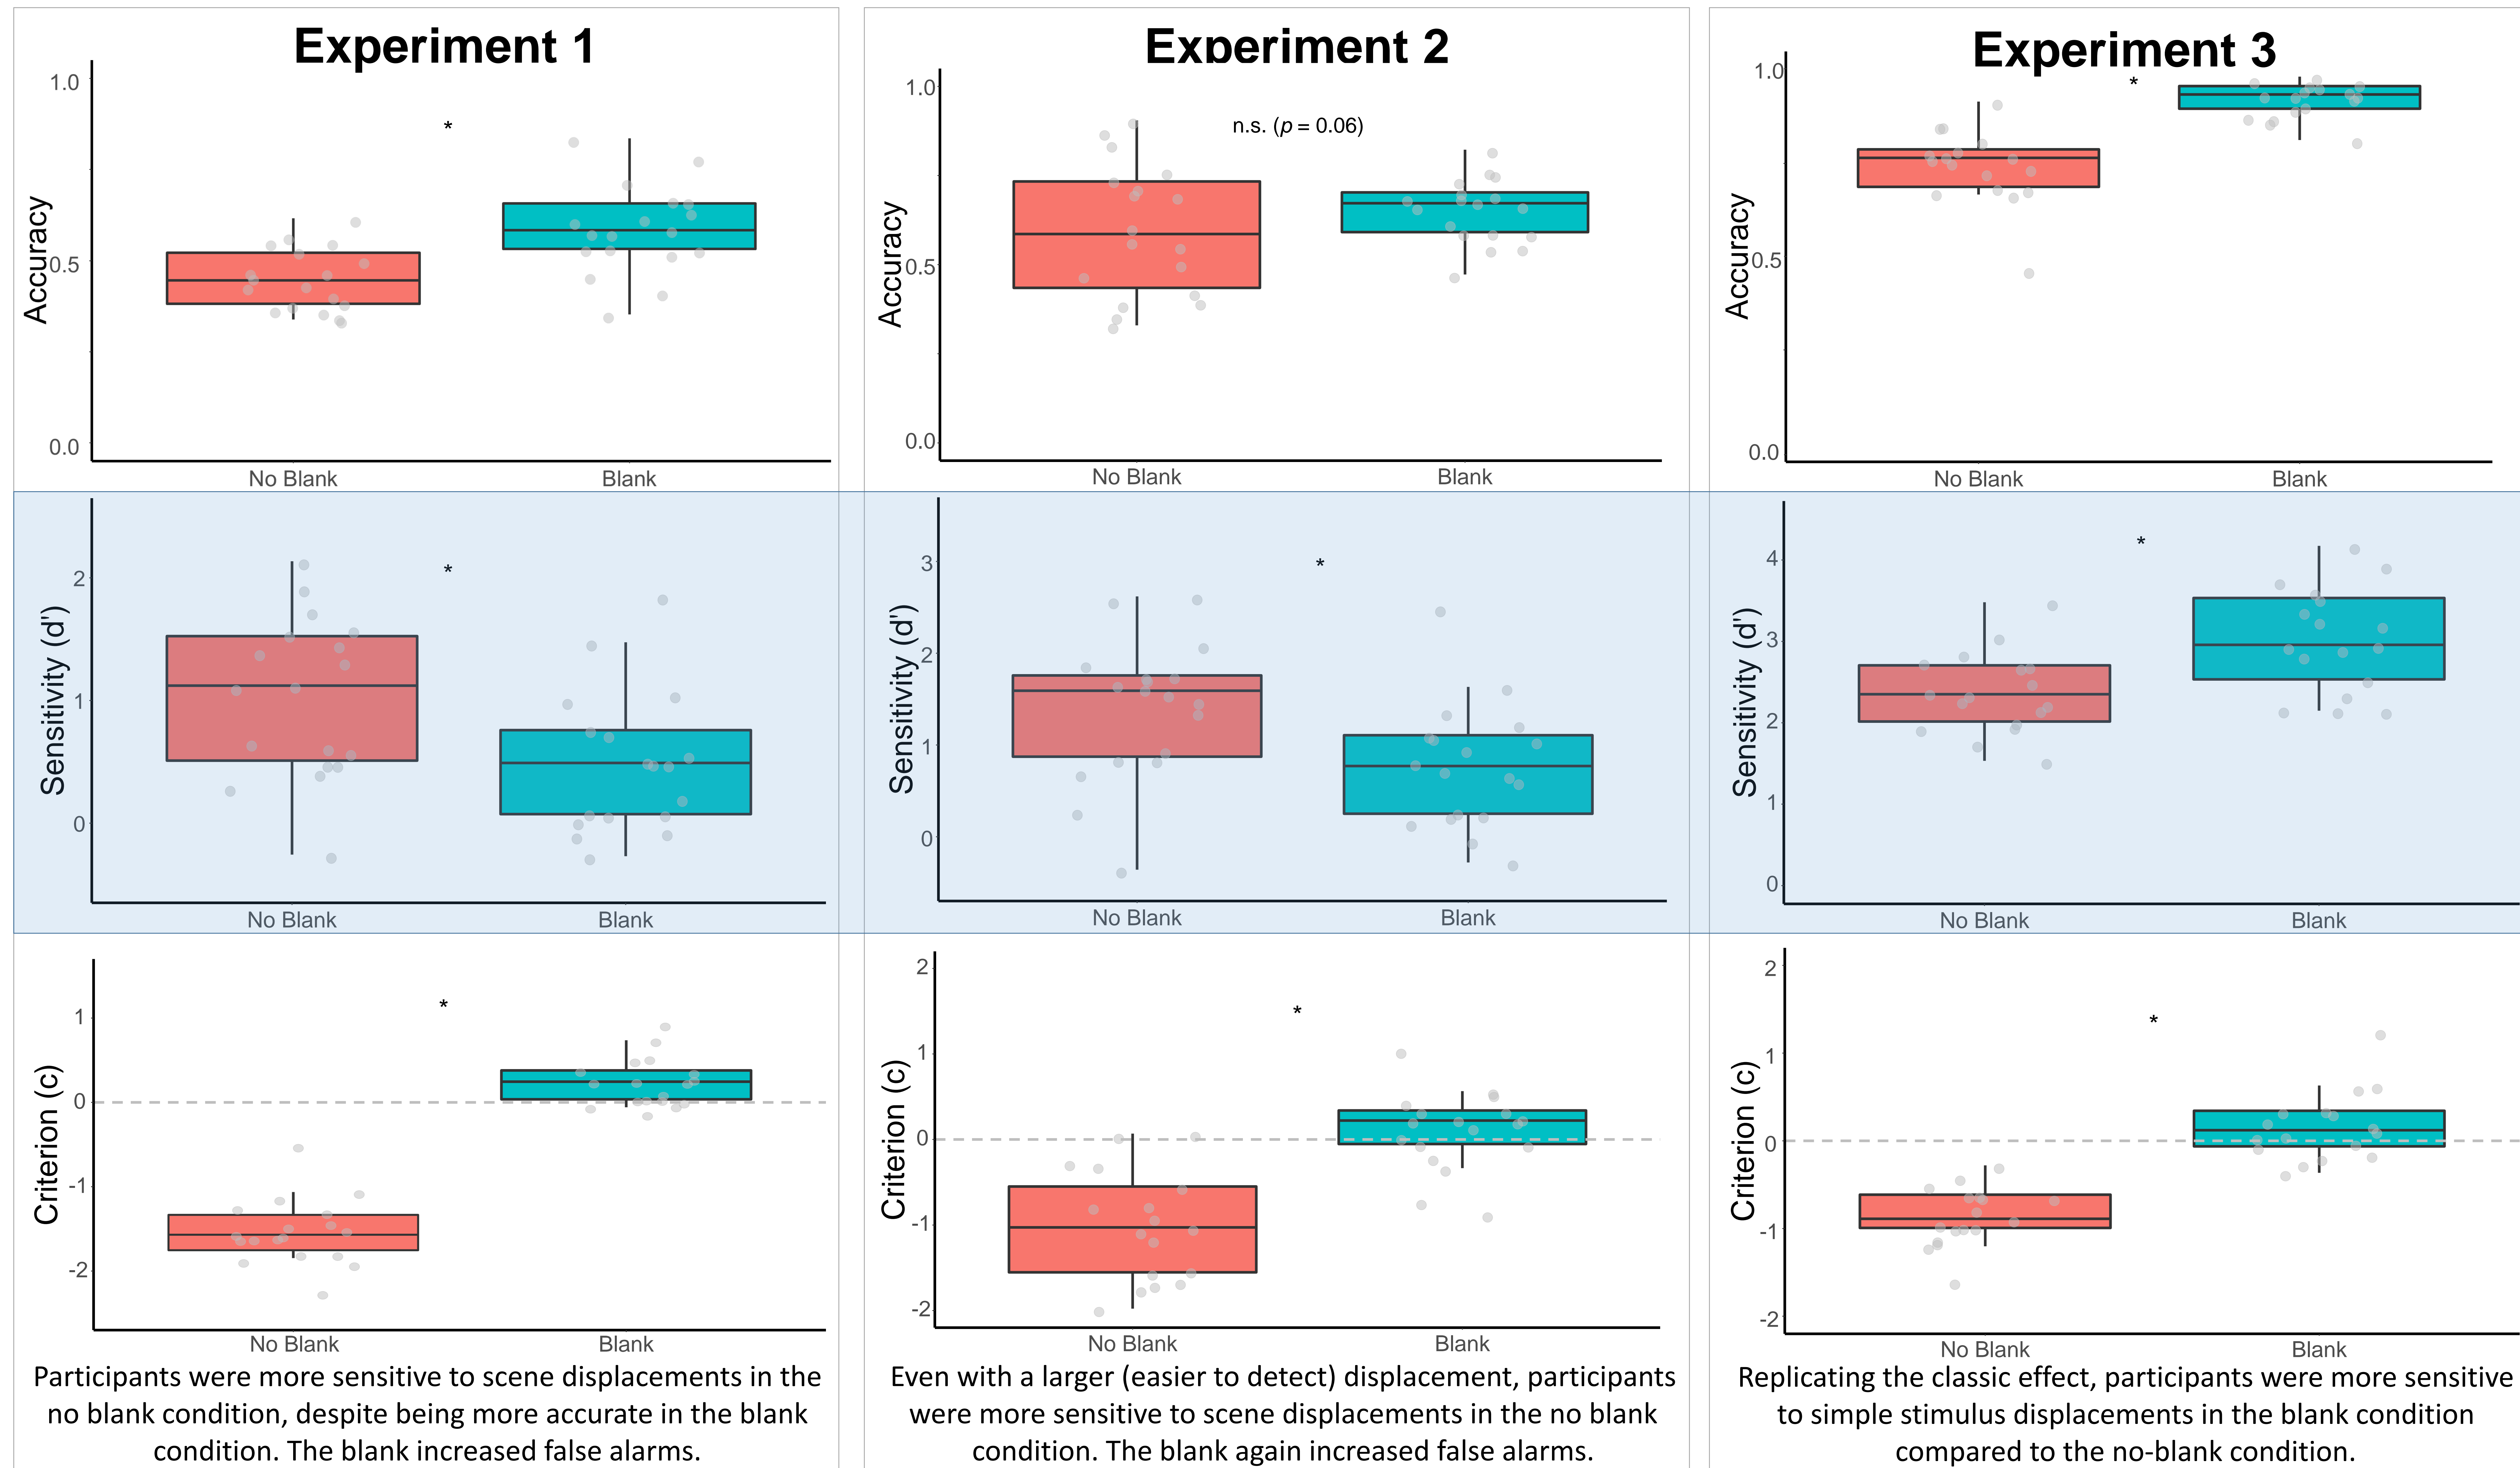 Experiment 1
Accuracy
1.0
0.5
0.0
*
No Blank
Blank
Sensitivity (d')
2
1
0
*
No Blank
Blank
Criterion (c)
1
0
-1
-2
*
No Blank
Blank
Participants were more sensitive to scene displacements in the
no blank condition, despite being more accurate in the blank
condition. The blank increased false alarms.
Experiment 2
Accuracy
1.0
0.5
0.0
n.s. (p = 0.06)
No Blank
Blank
Sensitivity (d')
3
2
1
0
*
No Blank
Blank
Criterion (c)
2
1
0
-1
-2
*
No Blank
Blank
Even with a larger (easier to detect) displacement, participants
were more sensitive to scene displacements in the no blank
condition. The blank again increased false alarms.
Experiment 3
Accuracy
1.0
0.5
0.0
*
No Blank
Blank
Sensitivity (d')
4
3
2
1
0
*
No Blank
Blank
Criterion (c)
2
1
0
-1
-2
*
No Blank
Blank
Replicating the classic effect, participants were more sensitive
to simple stimulus displacements in the blank condition
compared to the no-blank condition.